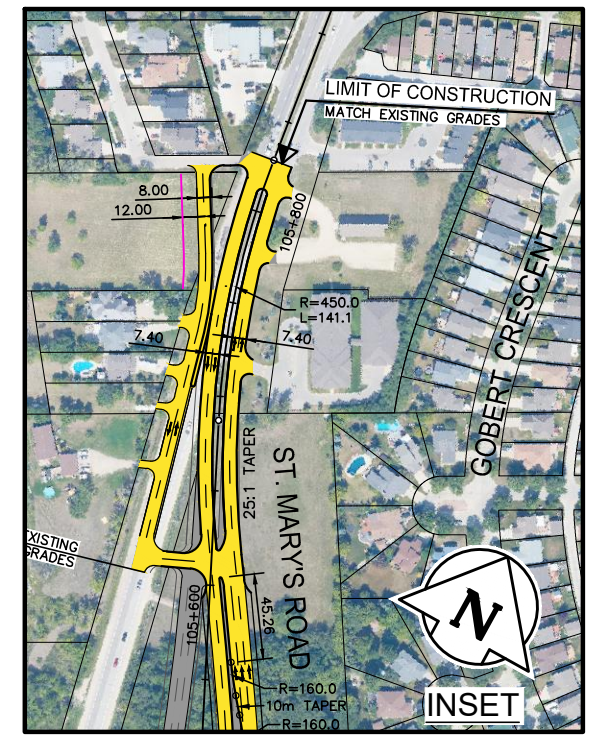 LIMIT OF CONSTRUCTION
MATCH EXISTING GRADES
8.00
12.00
105+800
R=450.0
L=141.1
7.40
7.40
GOBERT CRESCENT
25:1 TAPER
ST. MARY'S ROAD
EXISTING
GRADES
105+600
45.26
N
R=160.0
10m TAPER
R=160.0
INSET